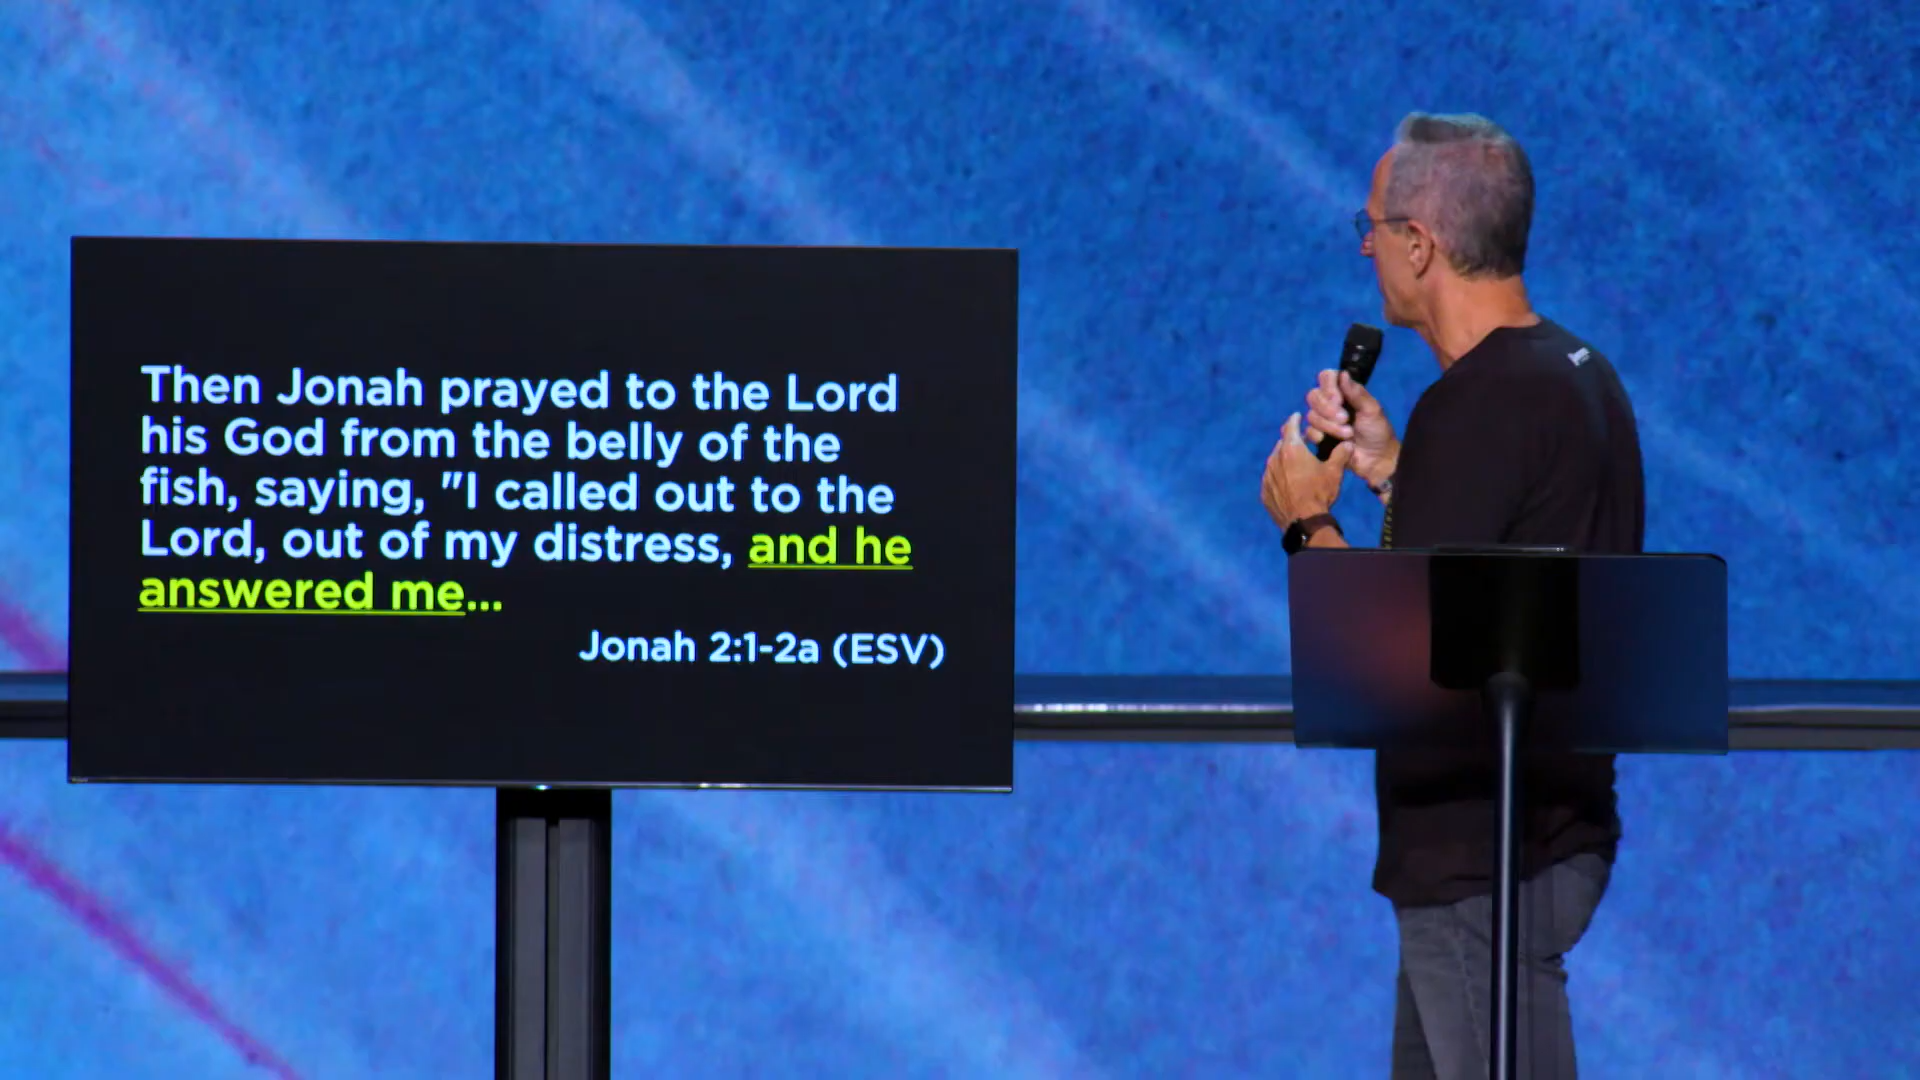 Then Jonah prayed to the Lord
his God from the belly of the
fish, saying, "I called out to the
Lord, out of my distress, and he
answered me...
Jonah 2:1-2a (ESV)